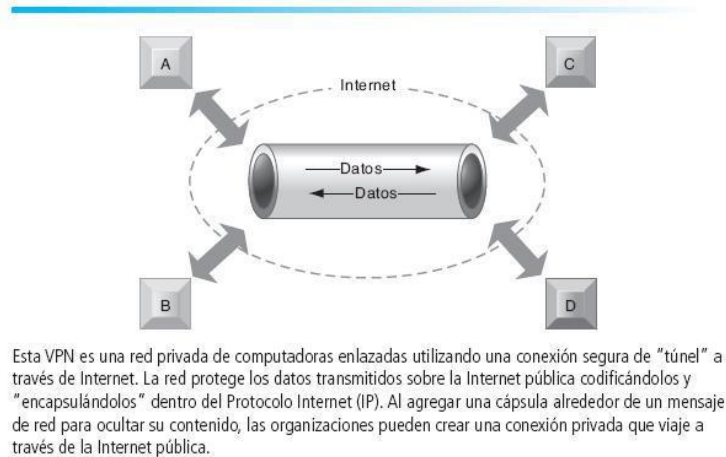 A
C
Internet
Datos
Datos
B
D
Esta VPN es una red privada de computadoras enlazadas utilizando una conexión segura de "túnel" a
través de Internet. La red protege los datos transmitidos sobre la Internet pública codificándolos y
"encapsulándolos" dentro del Protocolo Internet (IP). Al agregar una cápsula alrededor de un mensaje
de red para ocultar su contenido, las organizaciones pueden crear una conexión privada que viaje a
través de la Internet pública.